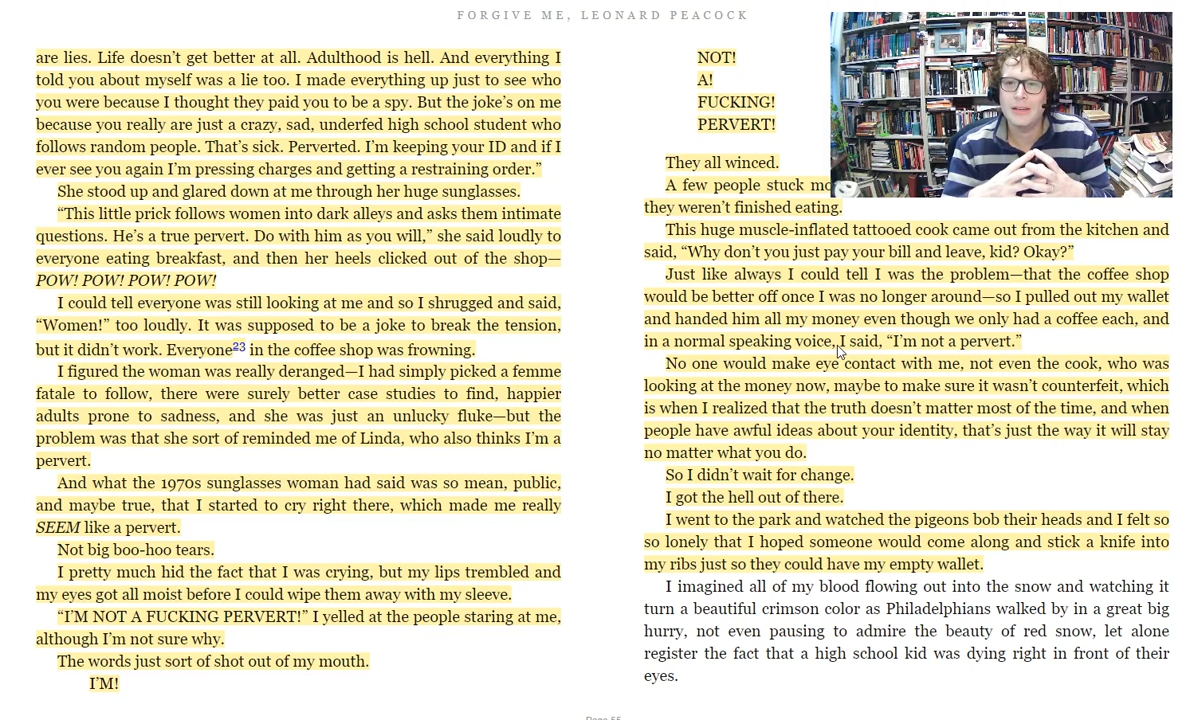 FORGIVE ME, LEONARD PEACOCK
are lies. Life doesn’t get better at all. Adulthood is hell. And everything I
told you about myself was a lie too. I made everything up just to see who
you were because I thought they paid you to be a spy. But the joke’s on me
because you really are just a crazy, sad, underfed high school student who
follows random people. That’s sick. Perverted. I’m keeping your ID and if I
ever see you again I’m pressing charges and getting a restraining order.”
She stood up and glared down at me through her huge sunglasses.
“This little prick follows women into dark alleys and asks them intimate
questions. He’s a true pervert. Do with him as you will,” she said loudly to
everyone eating breakfast, and then her heels clicked out of the shop—
POW! POW! POW! POW!
I could tell everyone was still looking at me and so I shrugged and said,
“Women!” too loudly. It was supposed to be a joke to break the tension,
but it didn’t work. Everyone23 in the coffee shop was frowning.
I figured the woman was really deranged—I had simply picked a femme
fatale to follow, there were surely better case studies to find, happier
adults prone to sadness, and she was just an unlucky fluke—but the
problem was that she sort of reminded me of Linda, who also thinks I’m a
pervert.
And what the 1970s sunglasses woman had said was so mean, public,
and maybe true, that I started to cry right there, which made me really
SEEM like a pervert.
Not big boo-hoo tears.
I pretty much hid the fact that I was crying, but my lips trembled and
my eyes got all moist before I could wipe them away with my sleeve.
“I’M NOT A FUCKING PERVERT!” I yelled at the people staring at me,
although I’m not sure why.
The words just sort of shot out of my mouth.
I’M!
NOT!
A!
FUCKING!
PERVERT!
They all winced.
A few people stuck
they weren’t finished eating.
This huge muscle-inflated tattooed cook came out from the kitchen and
said, “Why don’t you just pay your bill and leave, kid? Okay?”
Just like always I could tell I was the problem—that the coffee shop
would be better off once I was no longer around—so I pulled out my wallet
and handed him all my money even though we only had a coffee each, and
in a normal speaking voice, I said, “I’m not a pervert.”
No one would make eye contact with me, not even the cook, who was
looking at the money now, maybe to make sure it wasn’t counterfeit, which
is when I realized that the truth doesn’t matter most of the time, and when
people have awful ideas about your identity, that’s just the way it will stay
no matter what you do.
So I didn’t wait for change.
I got the hell out of there.
I went to the park and watched the pigeons bob their heads and I felt so
so lonely that I hoped someone would come along and stick a knife into
my ribs just so they could have my empty wallet.
I imagined all of my blood flowing out into the snow and watching it
turn a beautiful crimson color as Philadelphians walked by in a great big
hurry, not even pausing to admire the beauty of red snow, let alone
register the fact that a high school kid was dying right in front of their
eyes.